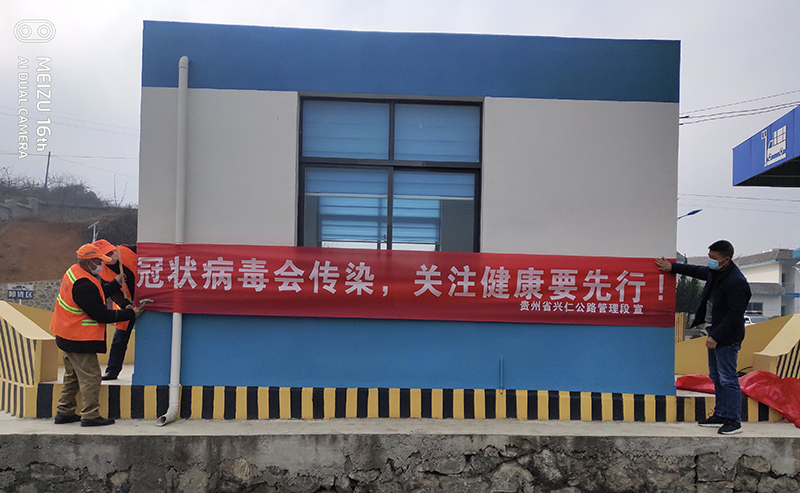 MEIZU 16th
AI DUAL CAMERA
冠状病毒会传染，关注健康要先行！
贵州省兴仁公路管理段 宣